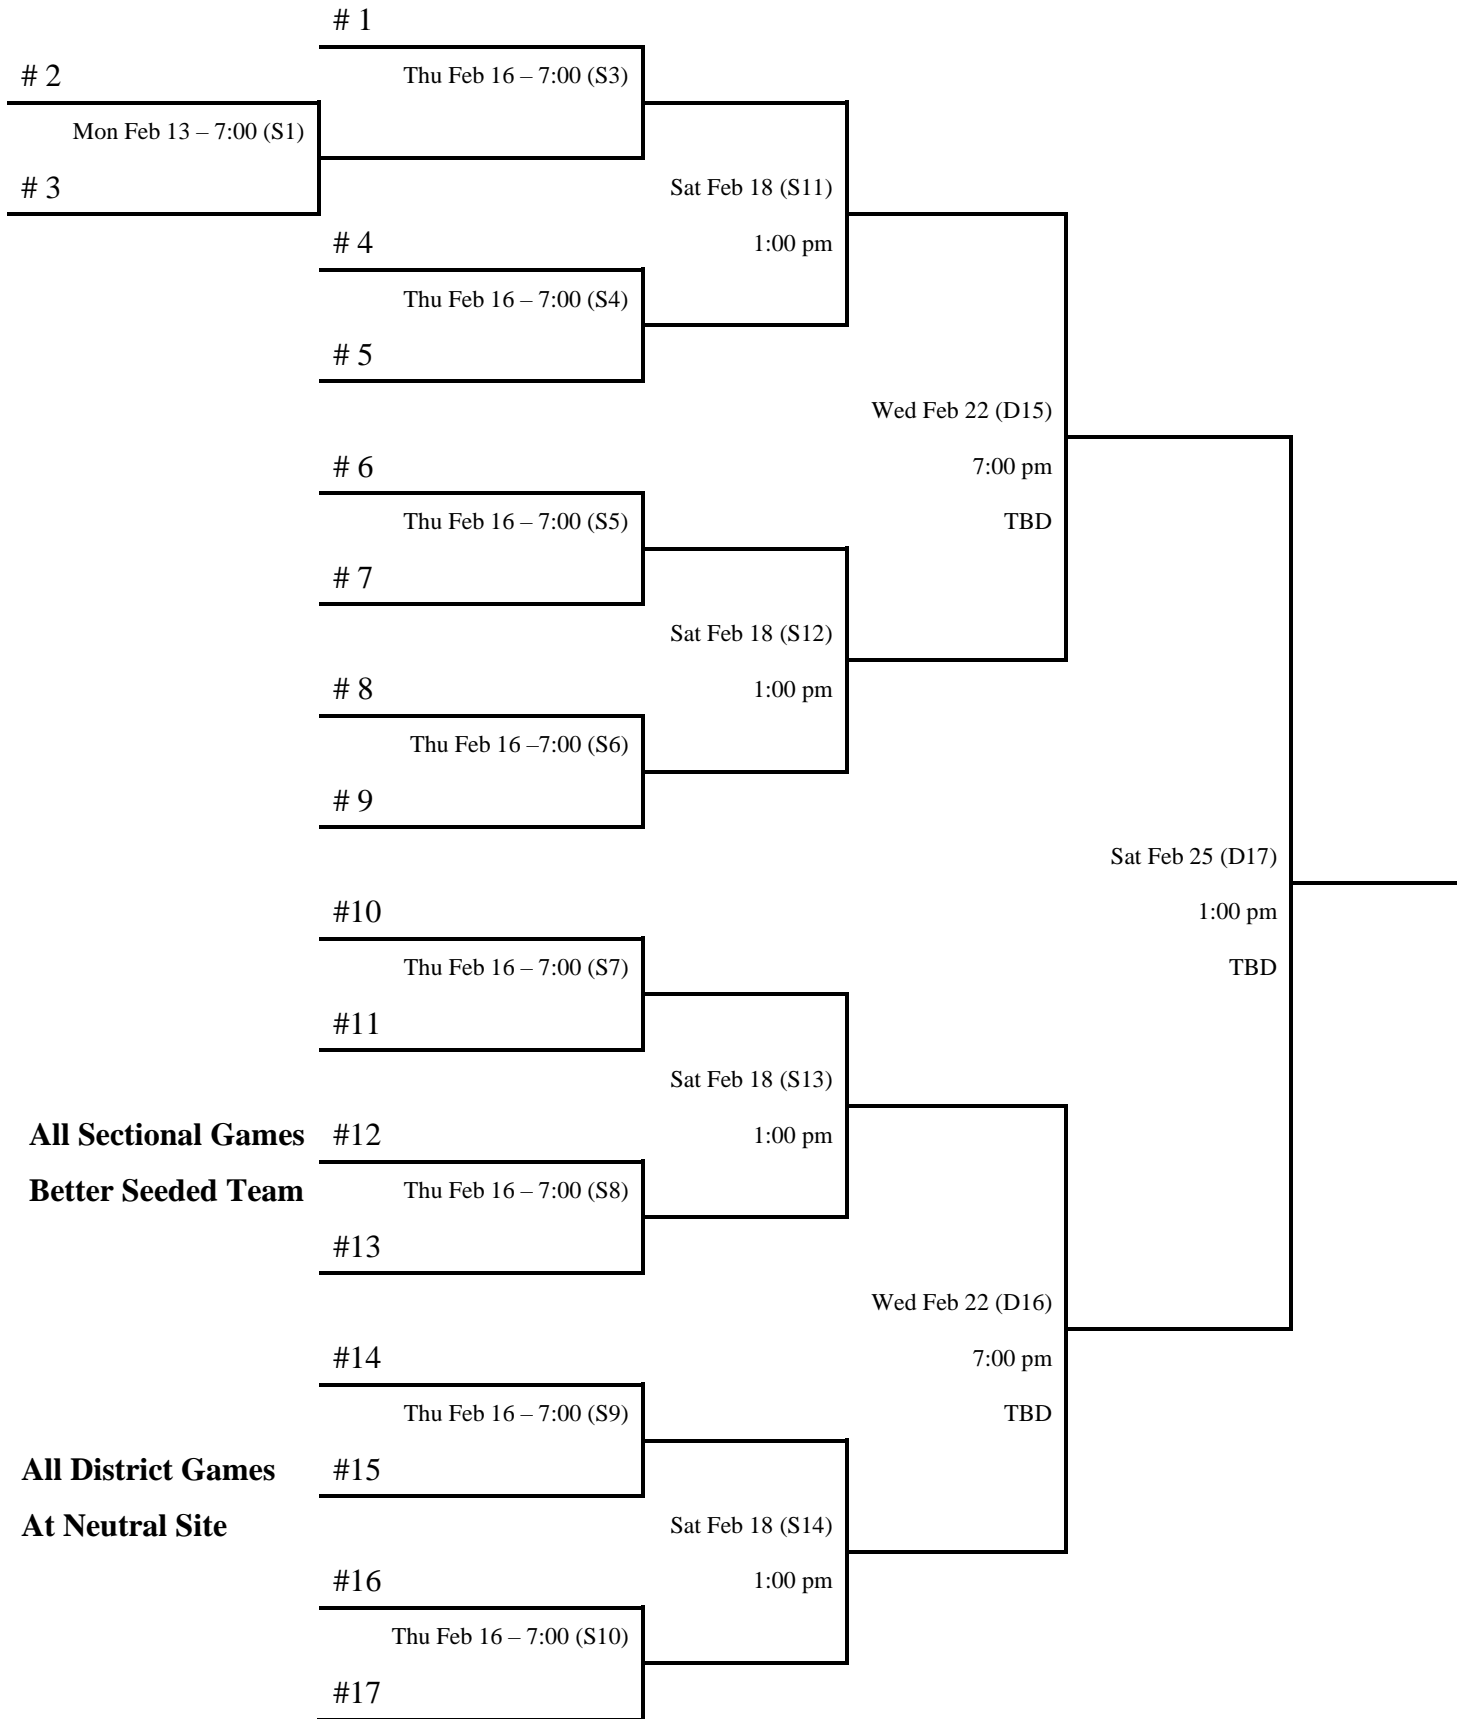 # 1
# 2
Thu Feb 16 – 7:00 (S3)
Mon Feb 13 – 7:00 (S1)
# 3
Sat Feb 18 (S11)
# 4
1:00 pm
Thu Feb 16 – 7:00 (S4)
# 5
Wed Feb 22 (D15)
# 6
7:00 pm
Thu Feb 16 – 7:00 (S5)
TBD
# 7
Sat Feb 18 (S12)
# 8
1:00 pm
Thu Feb 16 –7:00 (S6)
# 9
Sat Feb 25 (D17)
#10
1:00 pm
Thu Feb 16 – 7:00 (S7)
TBD
#11
Sat Feb 18 (S13)
All Sectional Games
#12
1:00 pm
Better Seeded Team
Thu Feb 16 – 7:00 (S8)
#13
Wed Feb 22 (D16)
#14
7:00 pm
Thu Feb 16 – 7:00 (S9)
TBD
All District Games
#15
At Neutral Site
Sat Feb 18 (S14)
#16
1:00 pm
Thu Feb 16 – 7:00 (S10)
#17